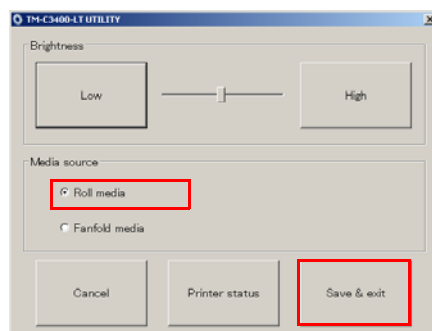 TM-C3400-LT UTILITY
Brightness
Low High
Media source
Roll media
Fanfold media
Cancel Printer status Save & exit